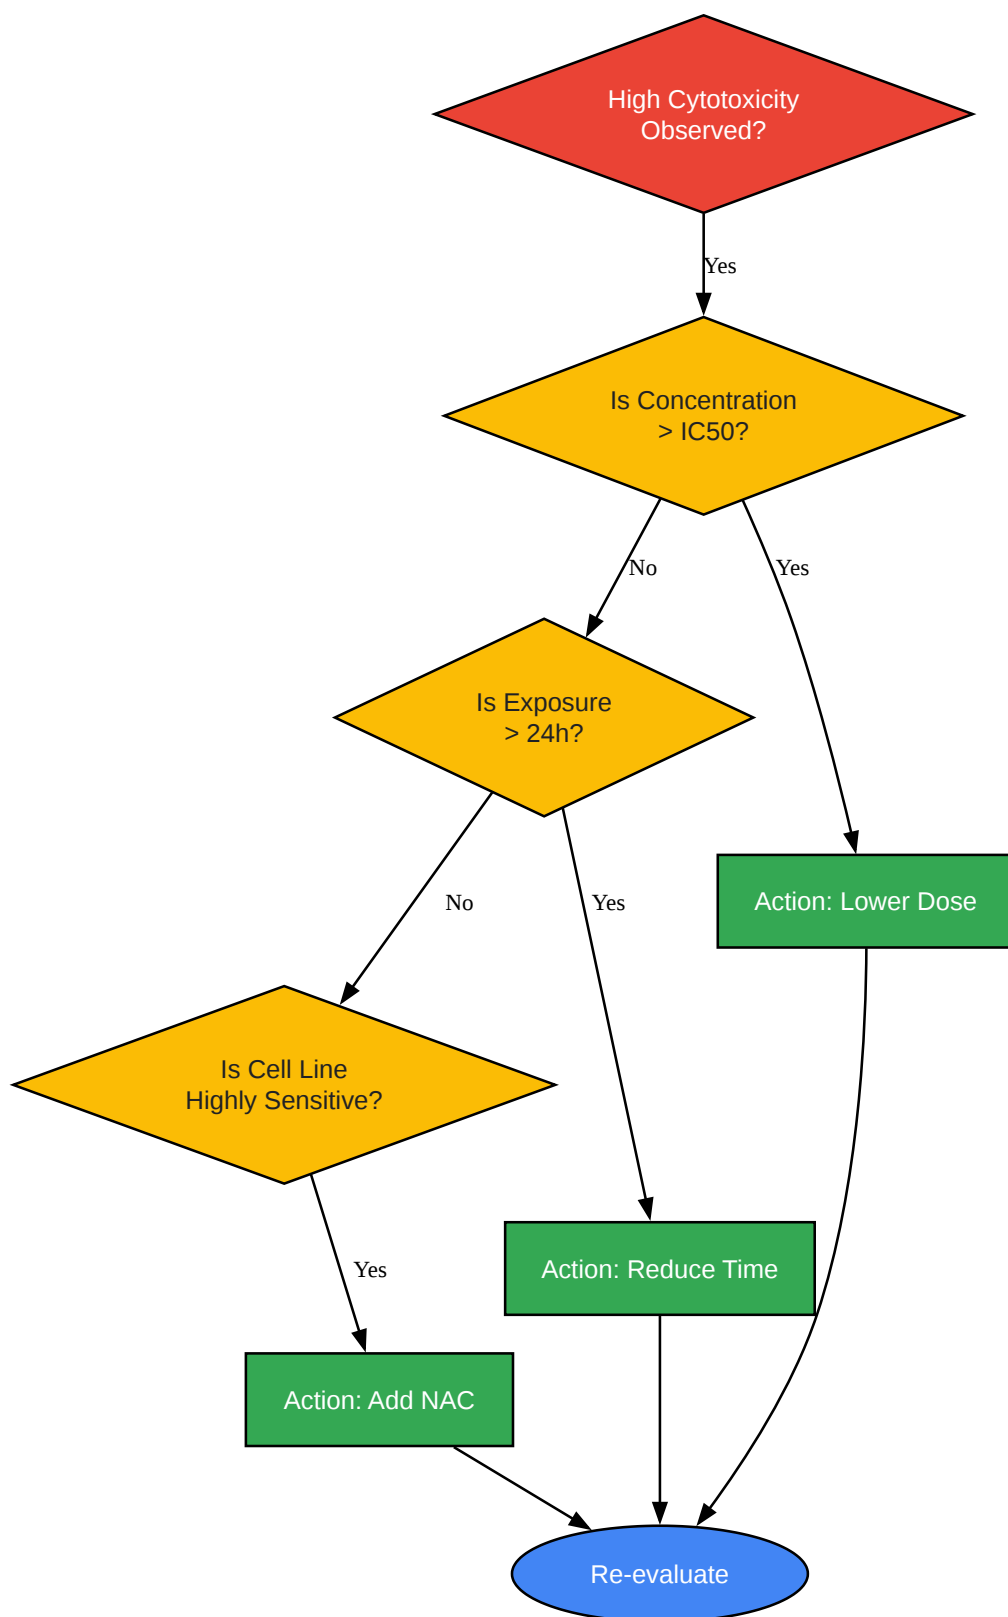 High Cytotoxicity
Observed?
Yes
Is Concentration
> IC50?
No
Yes
Is Exposure
> 24h?
No
Yes
Action: Lower Dose
Is Cell Line
Highly Sensitive?
Yes
Action: Reduce Time
Action: Add NAC
Re-evaluate